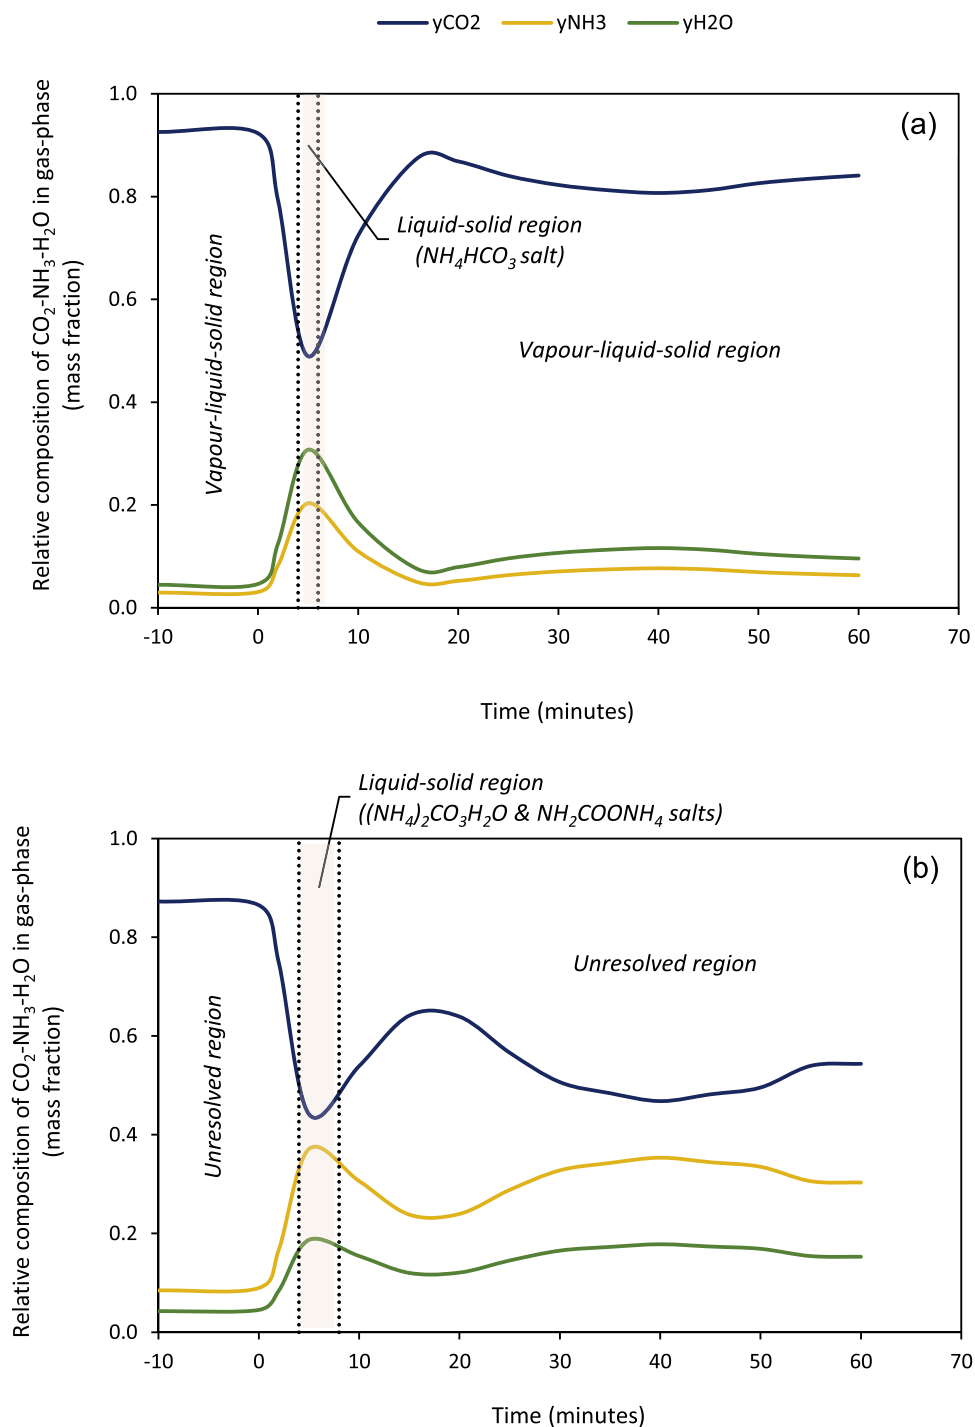 yCO2 yNH3 yH2O
Relative composition of CO₂-NH₃-H₂O in gas-phase
(mass fraction)
1.0
0.8
0.6
0.4
0.2
0.0
(a)
Liquid-solid region
(NH₄HCO₃ salt)
Vapour-liquid-solid region
Vapour-liquid-solid region
-10 0 10 20 30 40 50 60 70
Time (minutes)
Liquid-solid region
((NH₄)₂CO₃H₂O & NH₂COONH₄ salts)
Relative composition of CO₂-NH₃-H₂O in gas-phase
(mass fraction)
1.0
0.8
0.6
0.4
0.2
0.0
(b)
Unresolved region
Unresolved region
-10 0 10 20 30 40 50 60 70
Time (minutes)